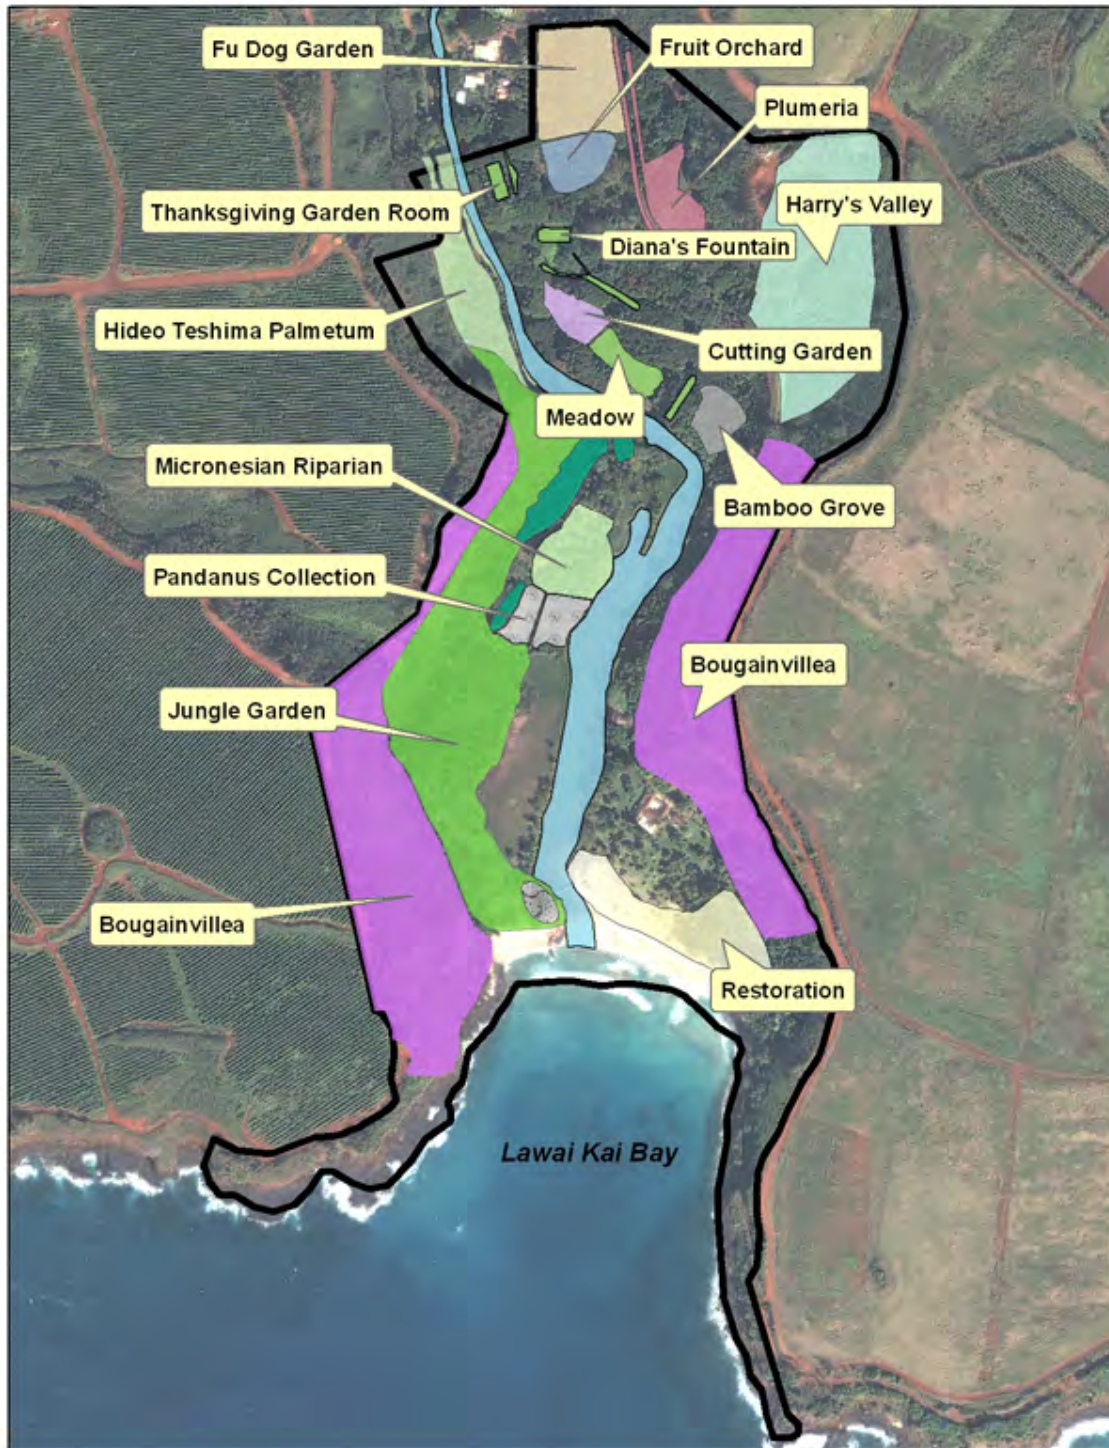 Fu Dog Garden
Fruit Orchard
Plumeria
Thanksgiving Garden Room
Harry's Valley
Diana's Fountain
Hideo Teshima Palmetum
Cutting Garden
Meadow
Micronesian Riparian
Bamboo Grove
Pandanus Collection
Bougainvillea
Jungle Garden
Bougainvillea
Restoration
Lawai Kai Bay